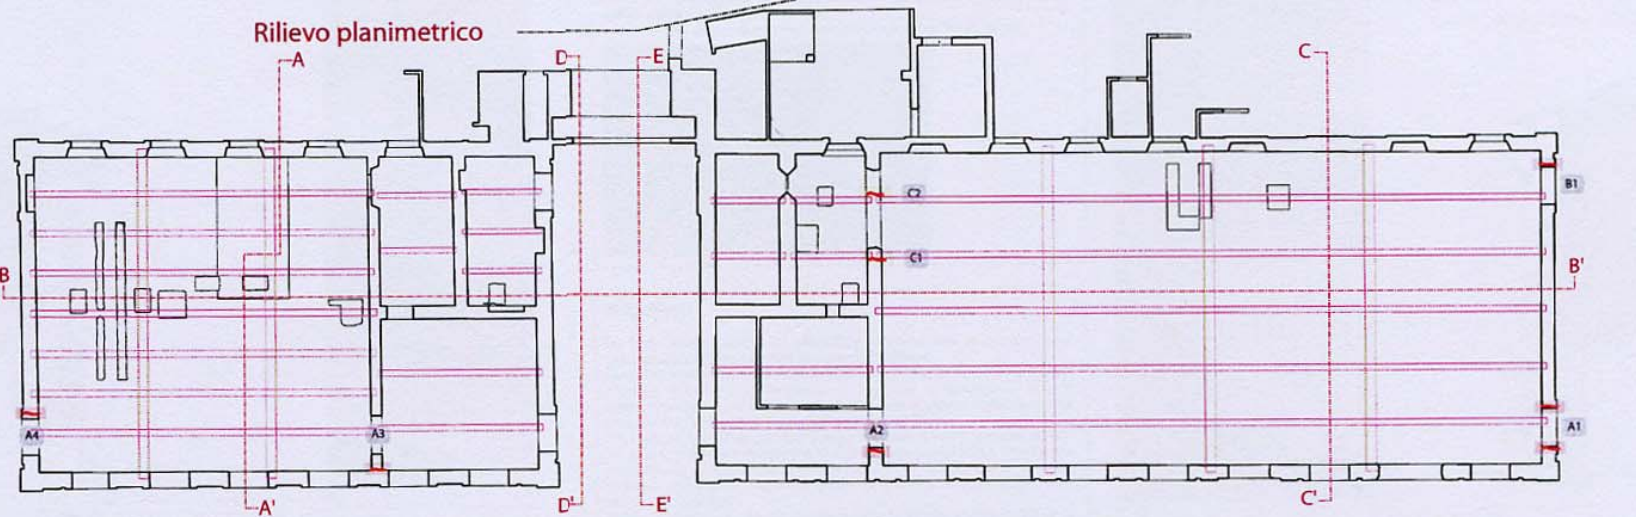 Rilievo planimetrico
A
D
E
C
B1
C2
C1
B
B'
A4
A3
A2
A1
A'
D'
E'
C'